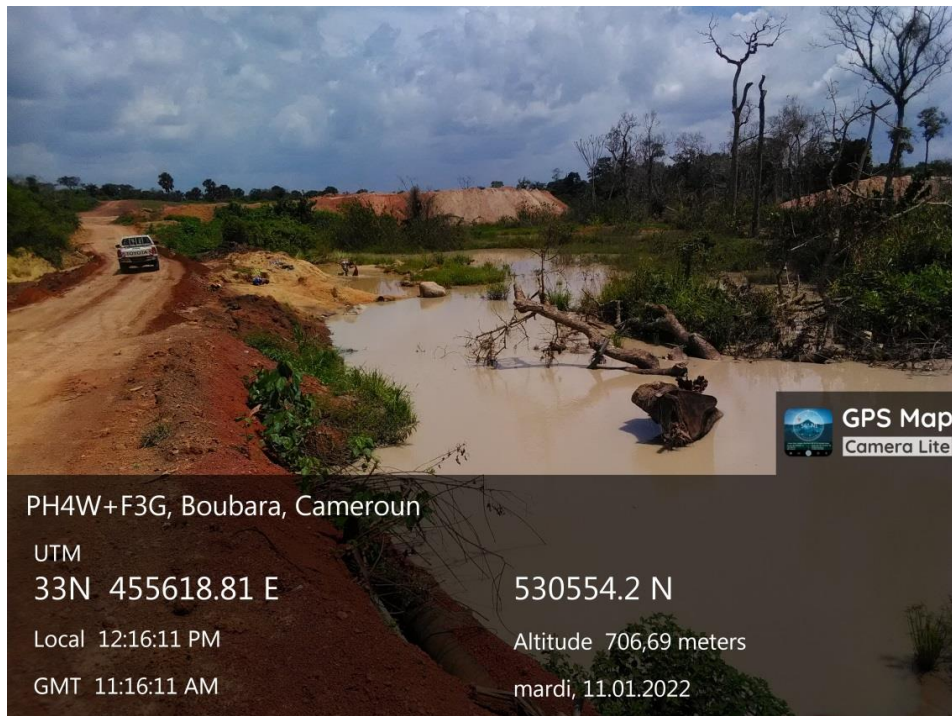 GPS Map
Camera Lite
PH4W+F3G, Boubara, Cameroun
UTM
33N 455618.81 E
530554.2 N
Local 12:16:11 PM
Altitude 706,69 meters
GMT 11:16:11 AM
mardi, 11.01.2022